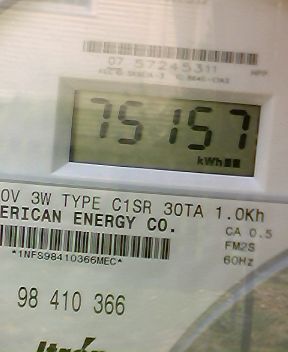 07 57245311
75157
kWh
0V 3W TYPE C1SR 30TA 1.0Kh
ERICAN ENERGY CO.
CA 0.5
FM2S
60Hz
*1NFS98410366MEC*
98 410 366
Itron